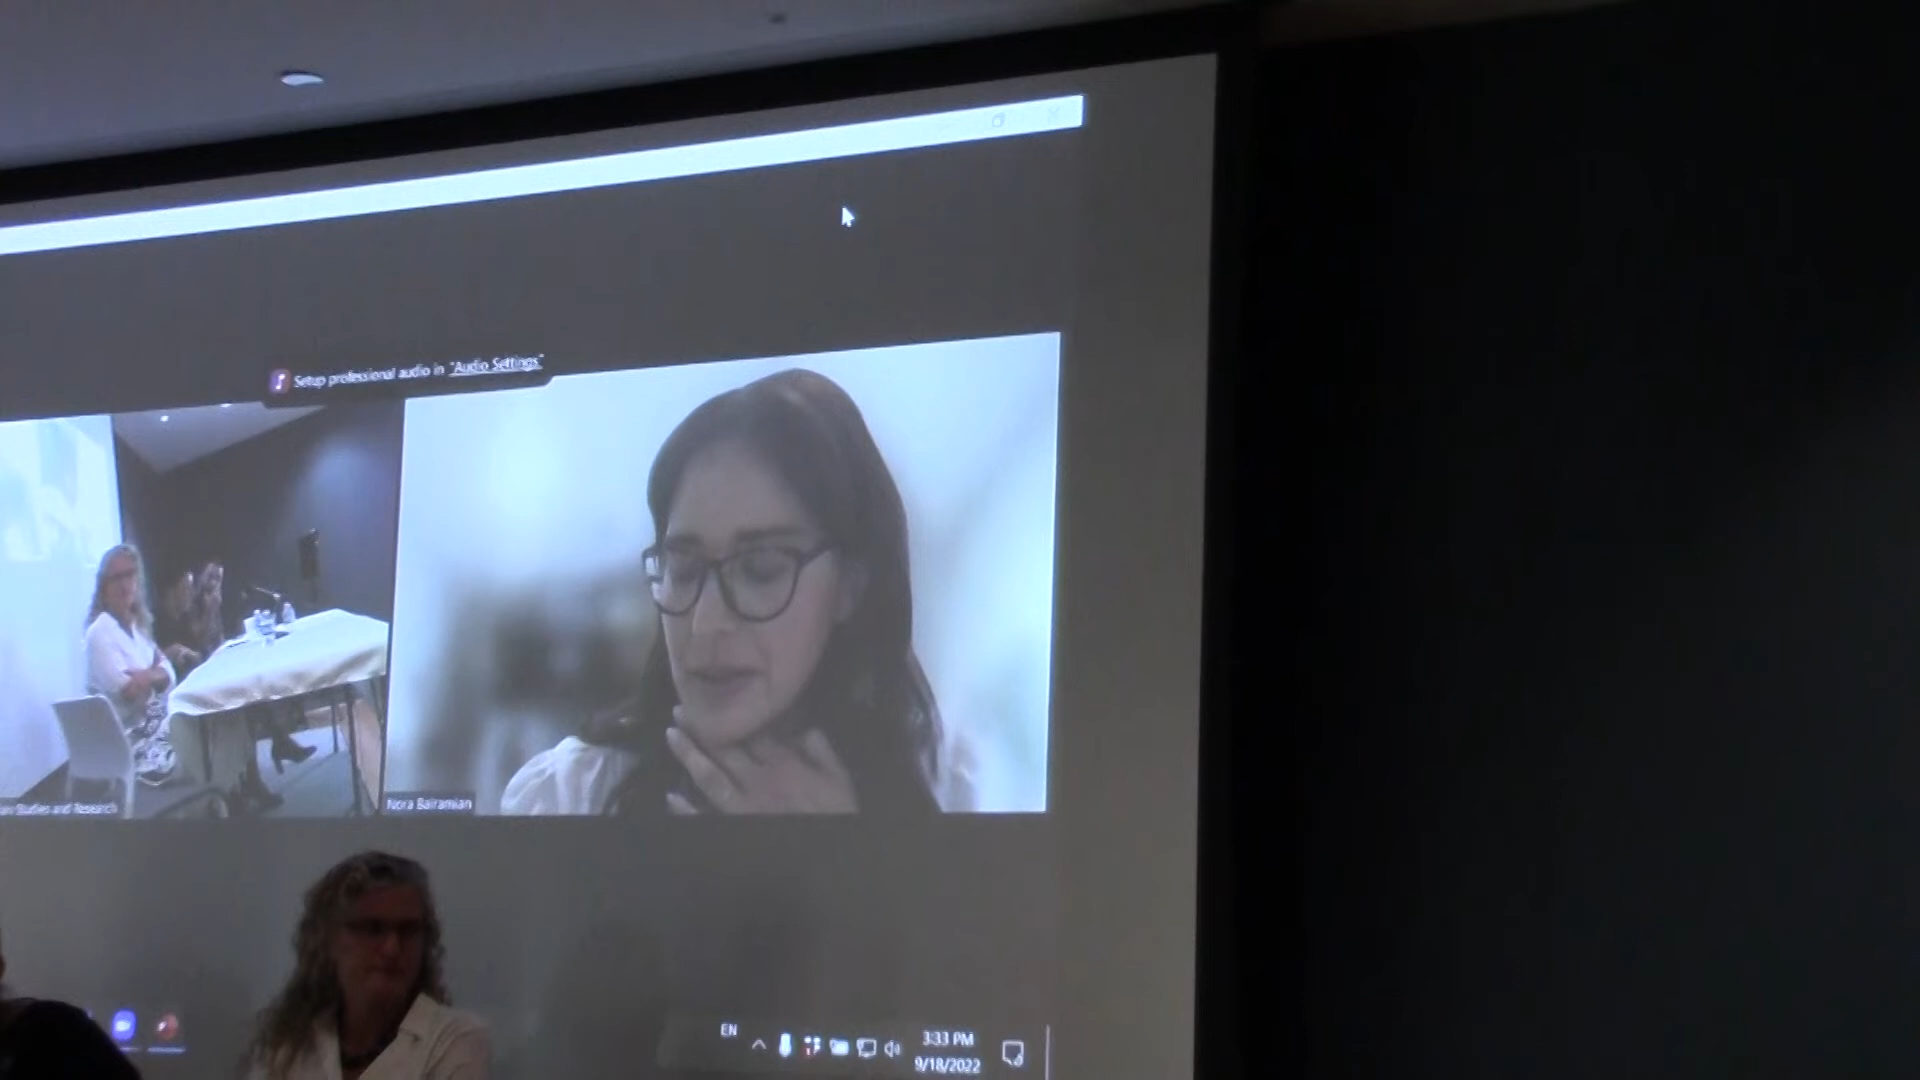 Setup professional audio in "Audio Settings"
Studies and Research
Nora Bairamian
EN
3:33 PM
9/18/2022